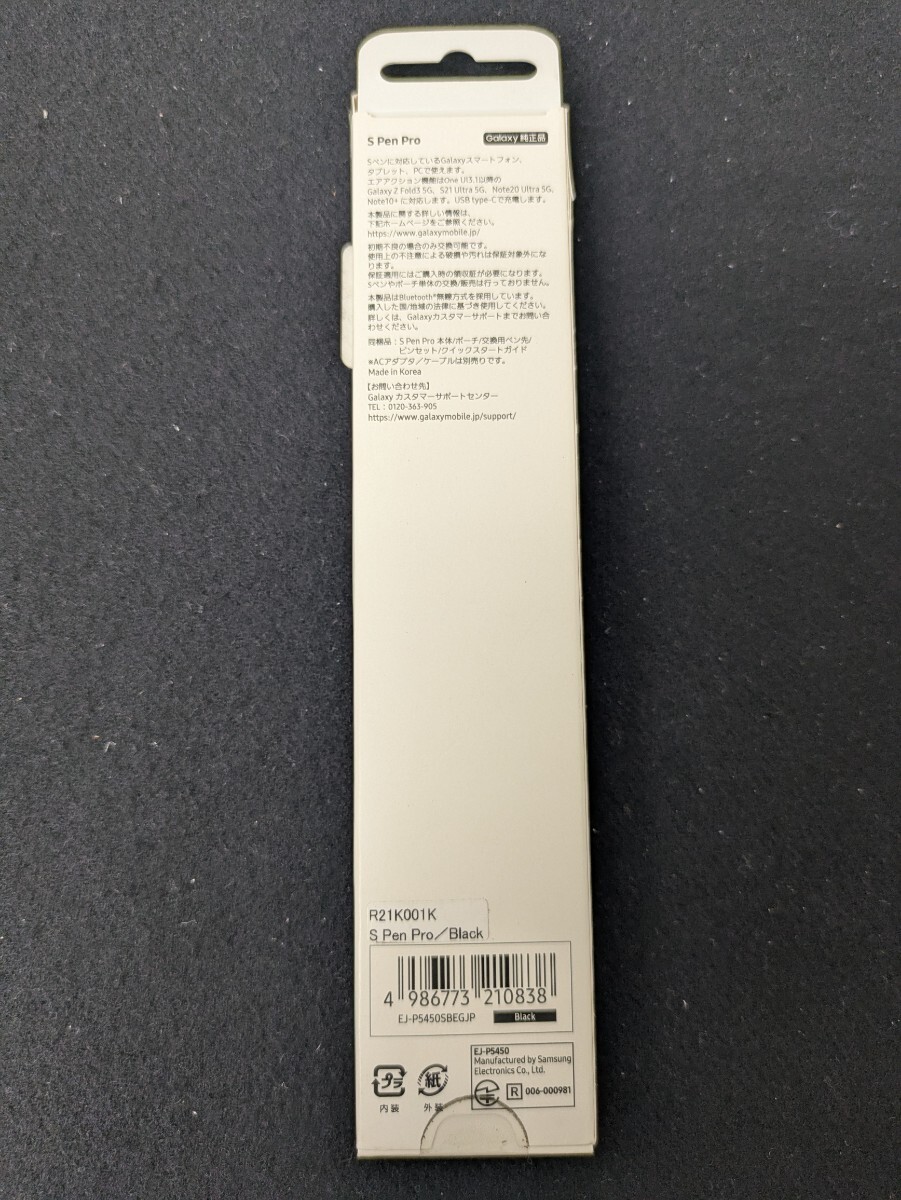 S Pen Pro
Galaxy 純正品
Sペンに対応しているGalaxyスマートフォン、
タブレット、PCで使えます。
エアアクション機能はOne UI3.1以降の
Galaxy Z Fold3 5G、S21 Ultra 5G、Note20 Ultra 5G、
Note10+ に対応します。USB type-Cで充電します。
本製品に関する詳しい情報は、
下記ホームページをご参照ください。
https://www.galaxymobile.jp/
初期不良の場合のみ交換可能です。
使用上の不注意による破損や汚れは保証対象外にな
ります。
保証適用にはご購入時の領収証が必要になります。
Sペンやポーチ単体の交換/販売は行っておりません。
本製品はBluetooth®無線方式を採用しています。
購入した国/地域の法律に基づき使用してください。
詳しくは、Galaxyカスタマーサポートまでお問い合
わせください。
同梱品：S Pen Pro 本体/ポーチ/交換用ペン先/
ピンセット/クイックスタートガイド
※ACアダプタ／ケーブルは別売りです。
Made in Korea
【お問い合わせ先】
Galaxy カスタマーサポートセンター
TEL：0120-363-905
https://www.galaxymobile.jp/support/
R21K001K
S Pen Pro／Black
4 986773 210838
EJ-P5450SBEGJP Black
EJ-P5450
Manufactured by Samsung
Electronics Co., Ltd.
R 006-000981
プラ 紙
内装 外装